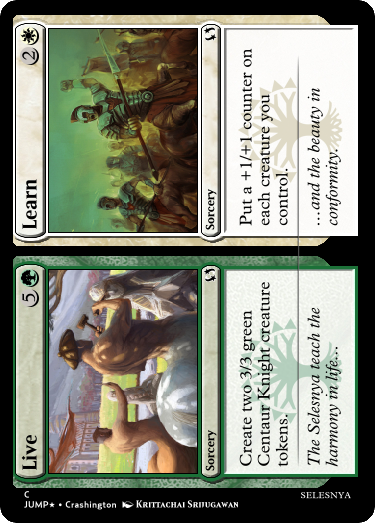 Live 5
Sorcery
Create two 3/3 green
Centaur Knight creature
tokens.
The Selesnya teach the
harmony in life...
Learn 2
Sorcery
Put a +1/+1 counter on
each creature you
control.
...and the beauty in
conformity.
C
JUMP★ • Crashington Krittachai Srijugawan
SELESNYA